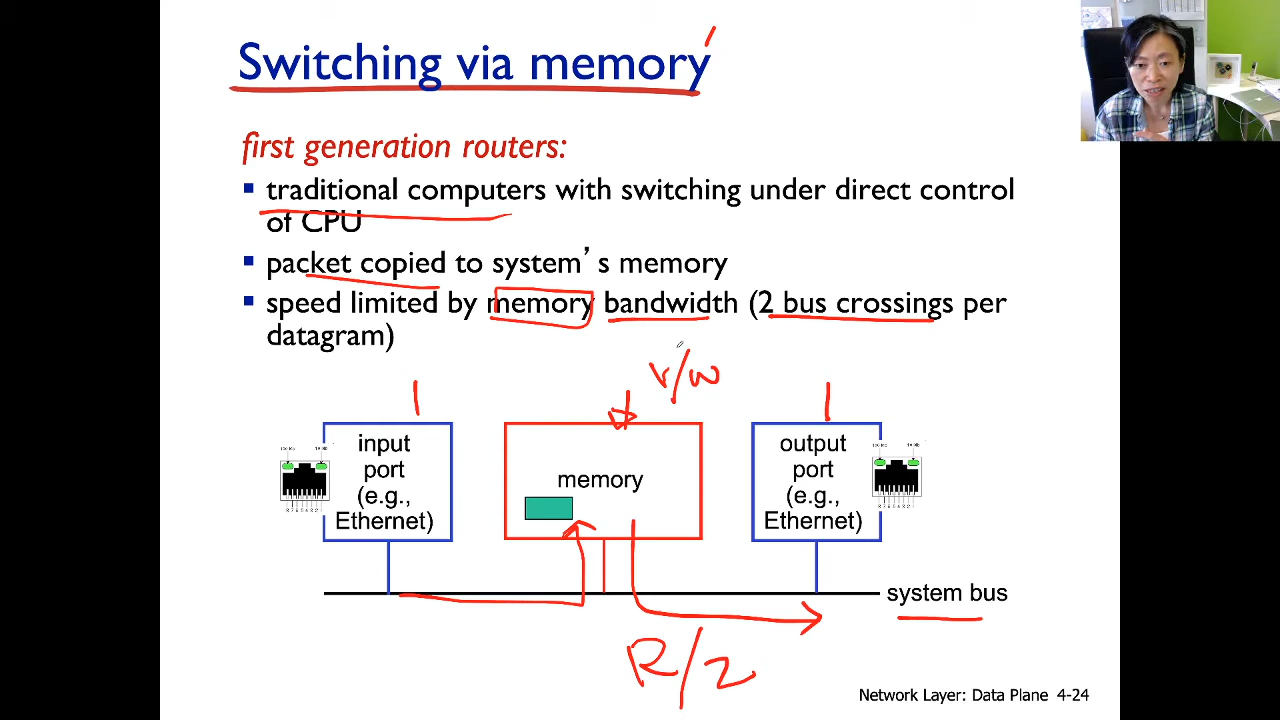 Switching via memory
first generation routers:
▪ traditional computers with switching under direct control
of CPU
▪ packet copied to system’s memory
▪ speed limited by memory bandwidth (2 bus crossings per
datagram)
r/w
input
port
(e.g.,
Ethernet)
memory
output
port
(e.g.,
Ethernet)
system bus
R/2
Network Layer: Data Plane 4-24